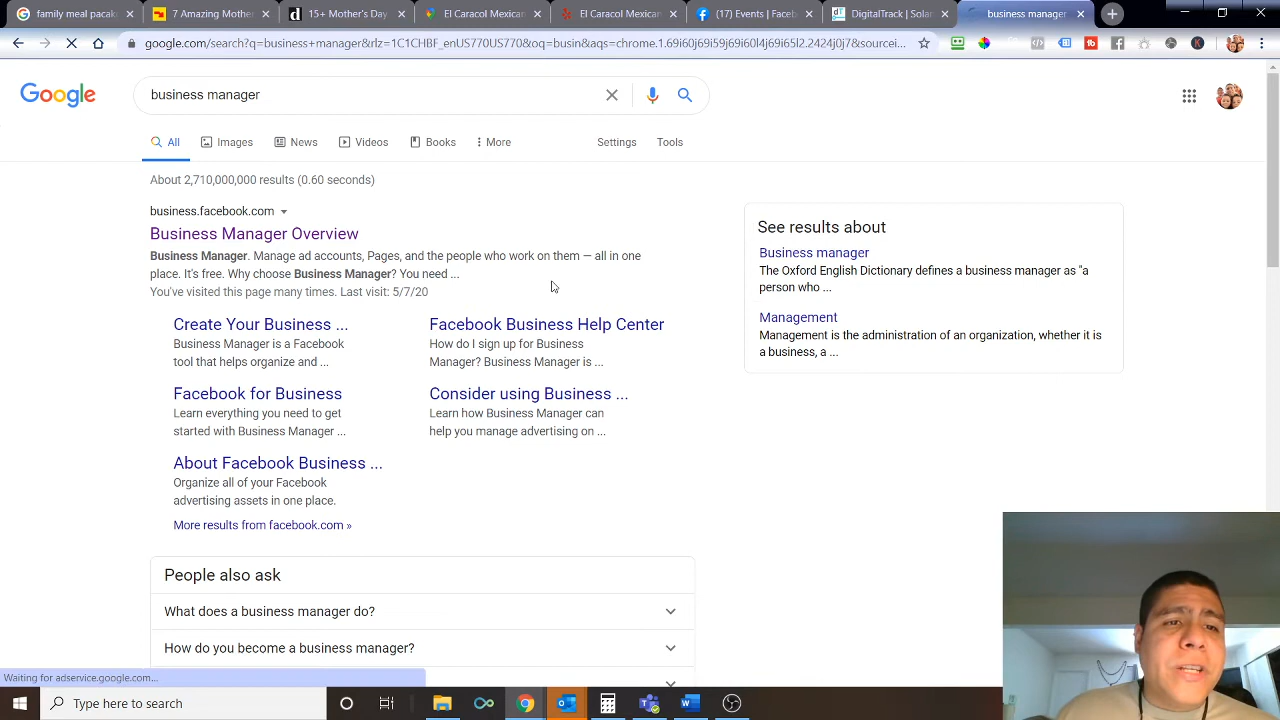 family meal pacak
7 Amazing Mothe
15+ Mother's Day
El Caracol Mexican
El Caracol Mexican
(17) Events | Faceb
DigitalTrack | Solar
business manager
google.com/search?q=business+manager&rlz=1C1CHBF_enUS770US770&oq=busin&aqs=chrome.1.69i60j69i59j69i60l4j69i65l2.2424j0j7&sourcei...
Google
business manager
All
Images
News
Videos
Books
More
Settings
Tools
About 2,710,000,000 results (0.60 seconds)
business.facebook.com
Business Manager Overview
Business Manager. Manage ad accounts, Pages, and the people who work on them — all in one
place. It's free. Why choose Business Manager? You need ...
You've visited this page many times. Last visit: 5/7/20
Create Your Business ...
Business Manager is a Facebook
tool that helps organize and ...
Facebook Business Help Center
How do I sign up for Business
Manager? Business Manager is ...
Facebook for Business
Learn everything you need to get
started with Business Manager ...
Consider using Business ...
Learn how Business Manager can
help you manage advertising on ...
About Facebook Business ...
Organize all of your Facebook
advertising assets in one place.
More results from facebook.com »
See results about
Business manager
The Oxford English Dictionary defines a business manager as "a
person who ...
Management
Management is the administration of an organization, whether it is
a business, a ...
People also ask
What does a business manager do?
How do you become a business manager?
Waiting for adservice.google.com...
Type here to search